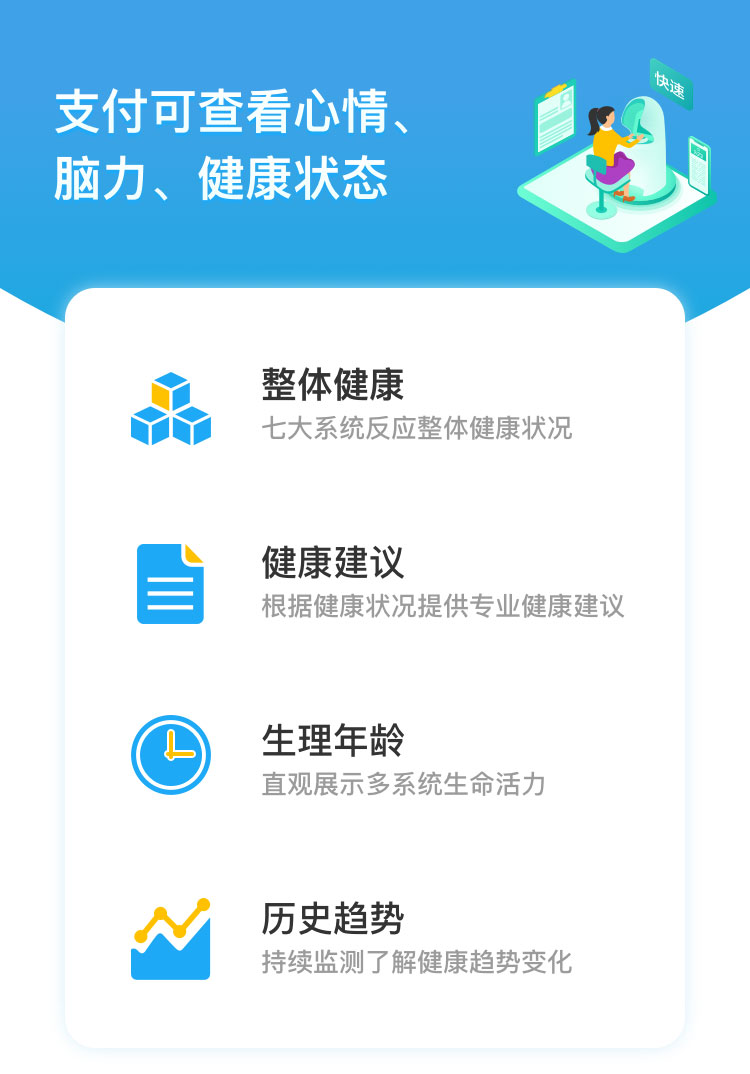 支付可查看心情、
脑力、健康状态
快速
整体健康
七大系统反应整体健康状况
健康建议
根据健康状况提供专业健康建议
生理年龄
直观展示多系统生命活力
历史趋势
持续监测了解健康趋势变化